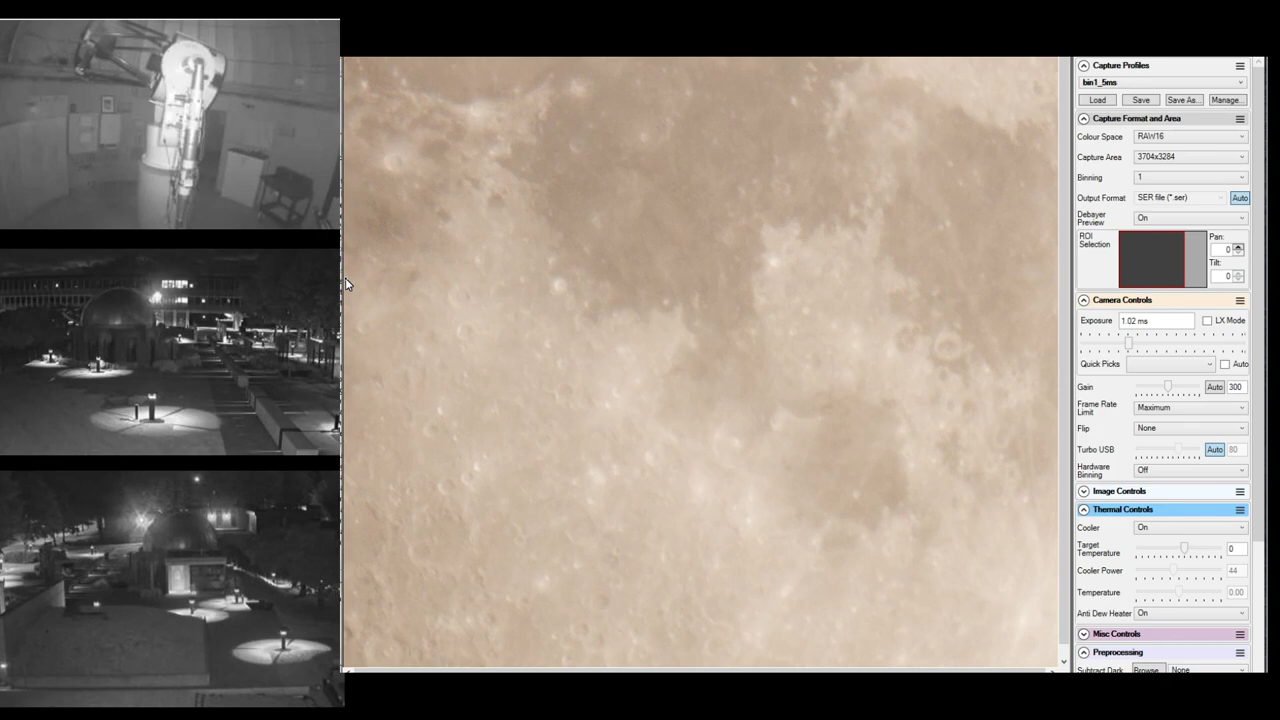 Capture Profiles
bin1_5ms
Load Save Save As... Manage...
Capture Format and Area
Colour Space RAW16
Capture Area 3704x3284
Binning 1
Output Format SER file (*.ser) Auto
Debayer Preview On
ROI Selection Pan: 0
Tilt: 0
Camera Controls
Exposure 1.02 ms LX Mode
Quick Picks Auto
Gain Auto 300
Frame Rate Limit Maximum
Flip None
Turbo USB Auto 80
Hardware Binning Off
Image Controls
Thermal Controls
Cooler On
Target Temperature 0
Cooler Power 44
Temperature 0.00
Anti Dew Heater On
Misc Controls
Preprocessing
Subtract Dark Browse... None